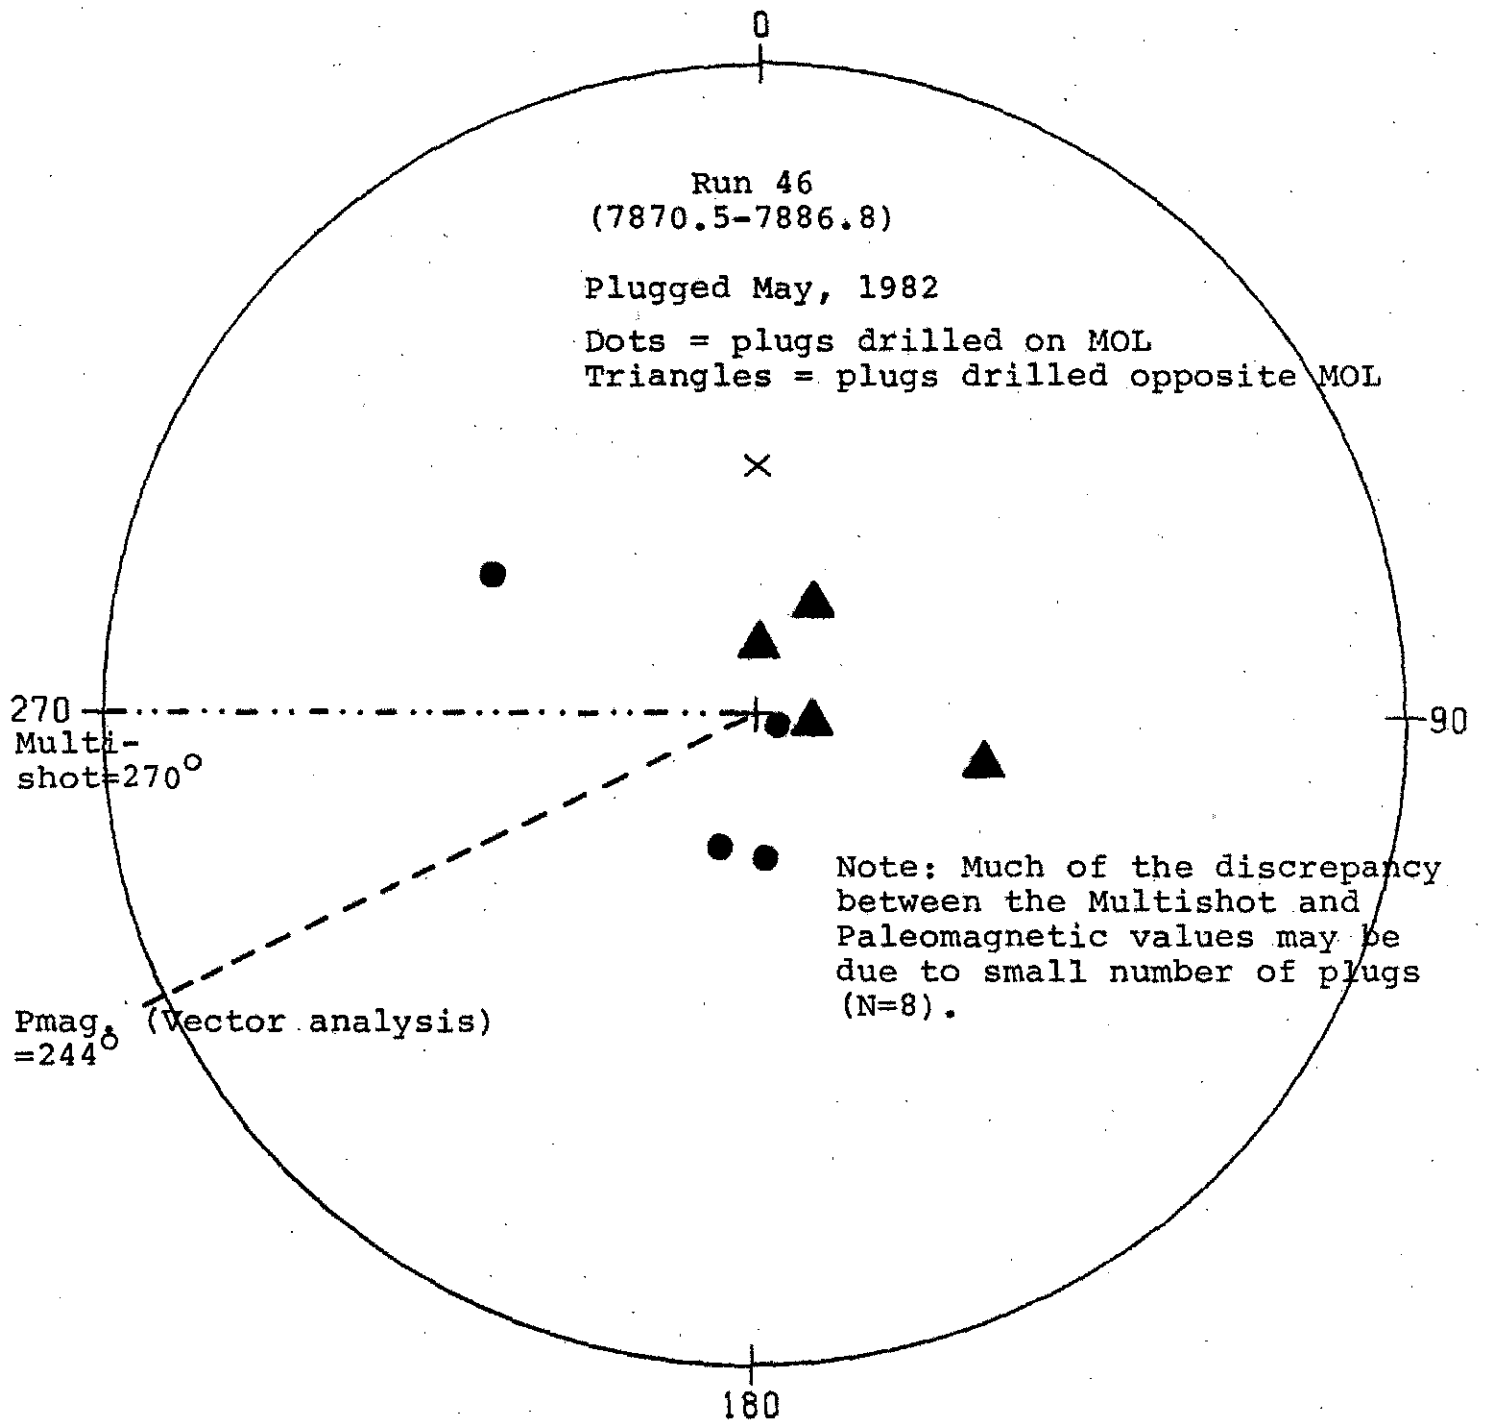 0
Run 46
(7870.5-7886.8)
Plugged May, 1982
Dots = plugs drilled on MOL
Triangles = plugs drilled opposite MOL
270
Multi-
shot=270°
90
Note: Much of the discrepancy
between the Multishot and
Paleomagnetic values may be
due to small number of plugs
(N=8).
Pmag. (Vector analysis)
=244°
180